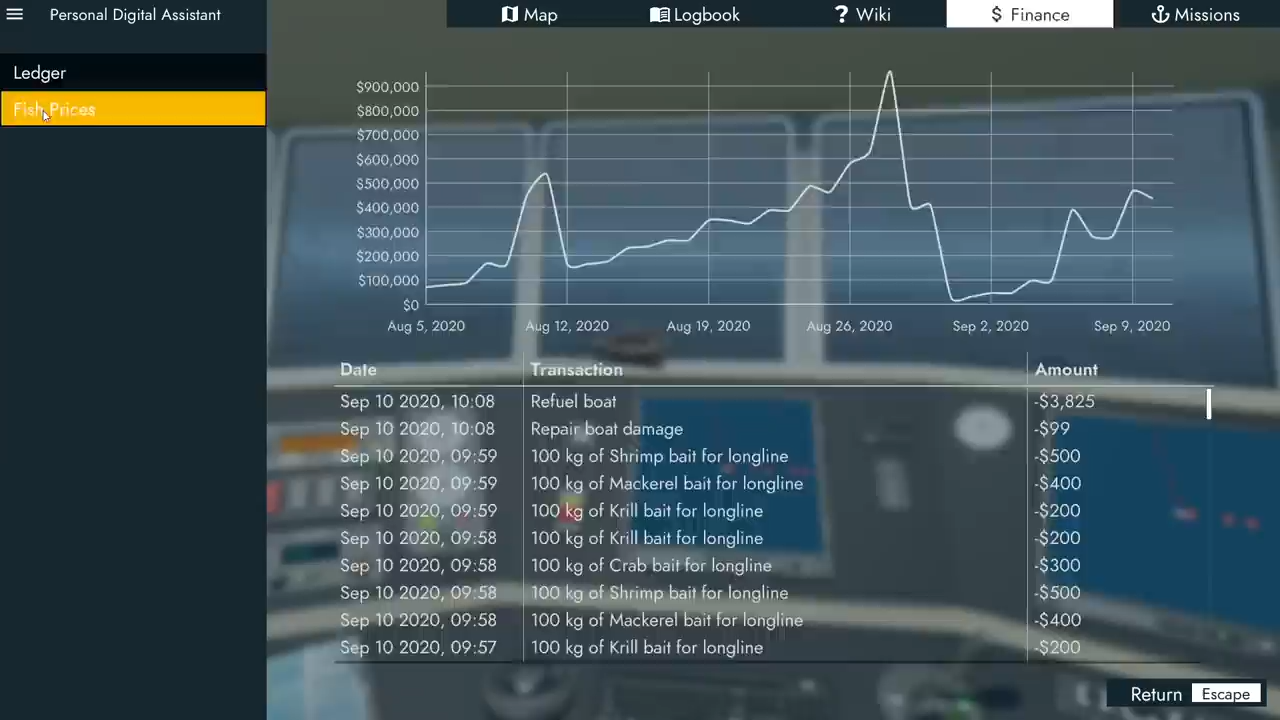 Personal Digital Assistant
Map
Logbook
? Wiki
$ Finance
Missions
Ledger
Fish Prices
$900,000
$800,000
$700,000
$600,000
$500,000
$400,000
$300,000
$200,000
$100,000
$0
Aug 5, 2020 Aug 12, 2020 Aug 19, 2020 Aug 26, 2020 Sep 2, 2020 Sep 9, 2020
Date Transaction Amount
Sep 10 2020, 10:08 Refuel boat -$3,825
Sep 10 2020, 10:08 Repair boat damage -$99
Sep 10 2020, 09:59 100 kg of Shrimp bait for longline -$500
Sep 10 2020, 09:59 100 kg of Mackerel bait for longline -$400
Sep 10 2020, 09:59 100 kg of Krill bait for longline -$200
Sep 10 2020, 09:58 100 kg of Krill bait for longline -$200
Sep 10 2020, 09:58 100 kg of Crab bait for longline -$300
Sep 10 2020, 09:58 100 kg of Shrimp bait for longline -$500
Sep 10 2020, 09:58 100 kg of Mackerel bait for longline -$400
Sep 10 2020, 09:57 100 kg of Krill bait for longline -$200
Return Escape